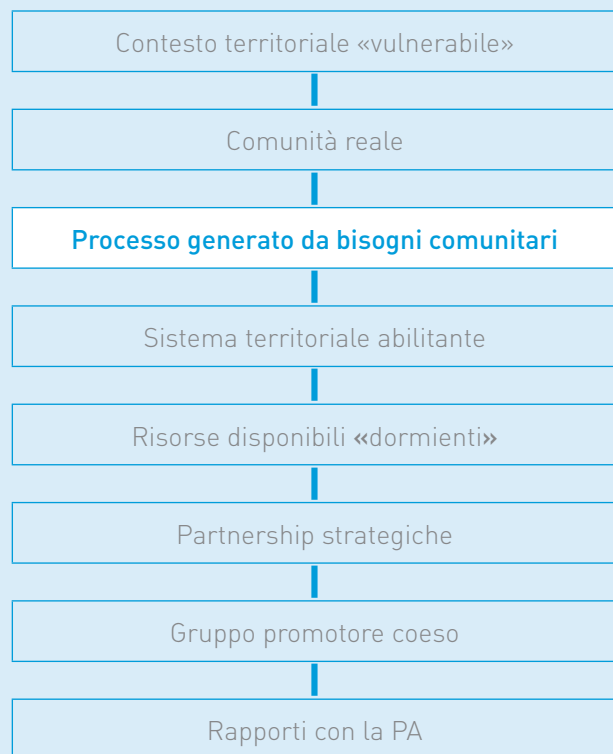 Contesto territoriale «vulnerabile»
Comunità reale
Processo generato da bisogni comunitari
Sistema territoriale abilitante
Risorse disponibili «dormienti»
Partnership strategiche
Gruppo promotore coeso
Rapporti con la PA